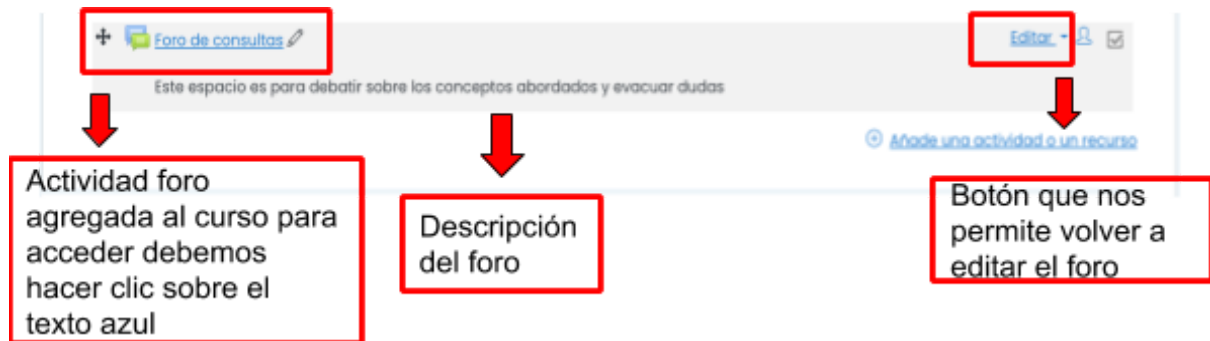 Foro de consultas
Editar
Este espacio es para debatir sobre los conceptos abordados y evacuar dudas
Añade una actividad o un recurso
Actividad foro
agregada al curso para
acceder debemos
hacer clic sobre el
texto azul
Descripción
del foro
Botón que nos
permite volver a
editar el foro